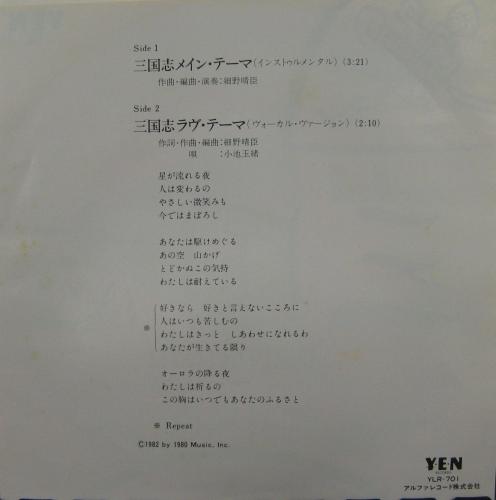 Side 1
三国志メイン・テーマ(インストゥルメンタル) (3:21)
作曲・編曲・演奏:細野晴臣
Side 2
三国志ラヴ・テーマ(ヴォーカル・ヴァージョン) (2:10)
作詞・作曲・編曲:細野晴臣
唄 :小池玉緒
星が流れる夜
人は変わるの
やさしい微笑みも
今ではまぼろし
あなたは駆けめぐる
あの空 山かげ
とどかぬこの気持
わたしは耐えている
好きなら 好きと言えないこころに
人はいつも苦しむの
※
わたしはきっと しあわせになれるわ
あなたが生きてる限り
オーロラの降る夜
わたしは祈るの
この胸はいつでもあなたのふるさと
※ Repeat
©1982 by 1980 Music, Inc.
Y・E・N
RECORDS
YLR-701
アルファレコード株式会社